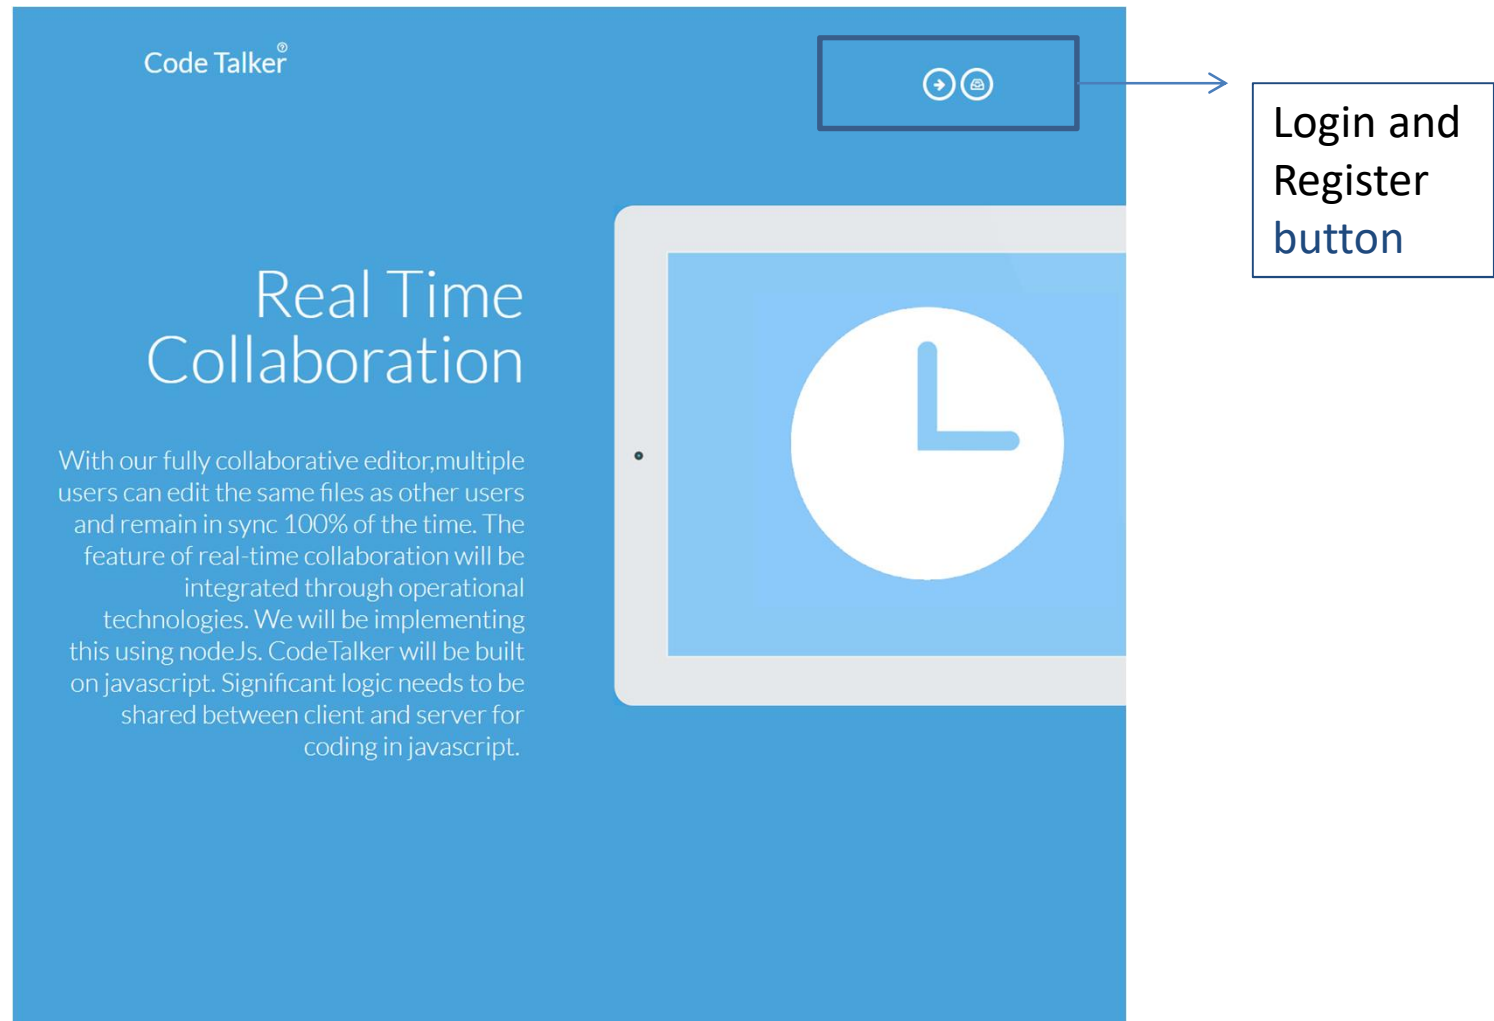 Code Talker
Login and
Register
button
Real Time
Collaboration
With our fully collaborative editor,multiple
users can edit the same files as other users
and remain in sync 100% of the time. The
feature of real-time collaboration will be
integrated through operational
technologies. We will be implementing
this using nodeJs. CodeTalker will be built
on javascript. Significant logic needs to be
shared between client and server for
coding in javascript.